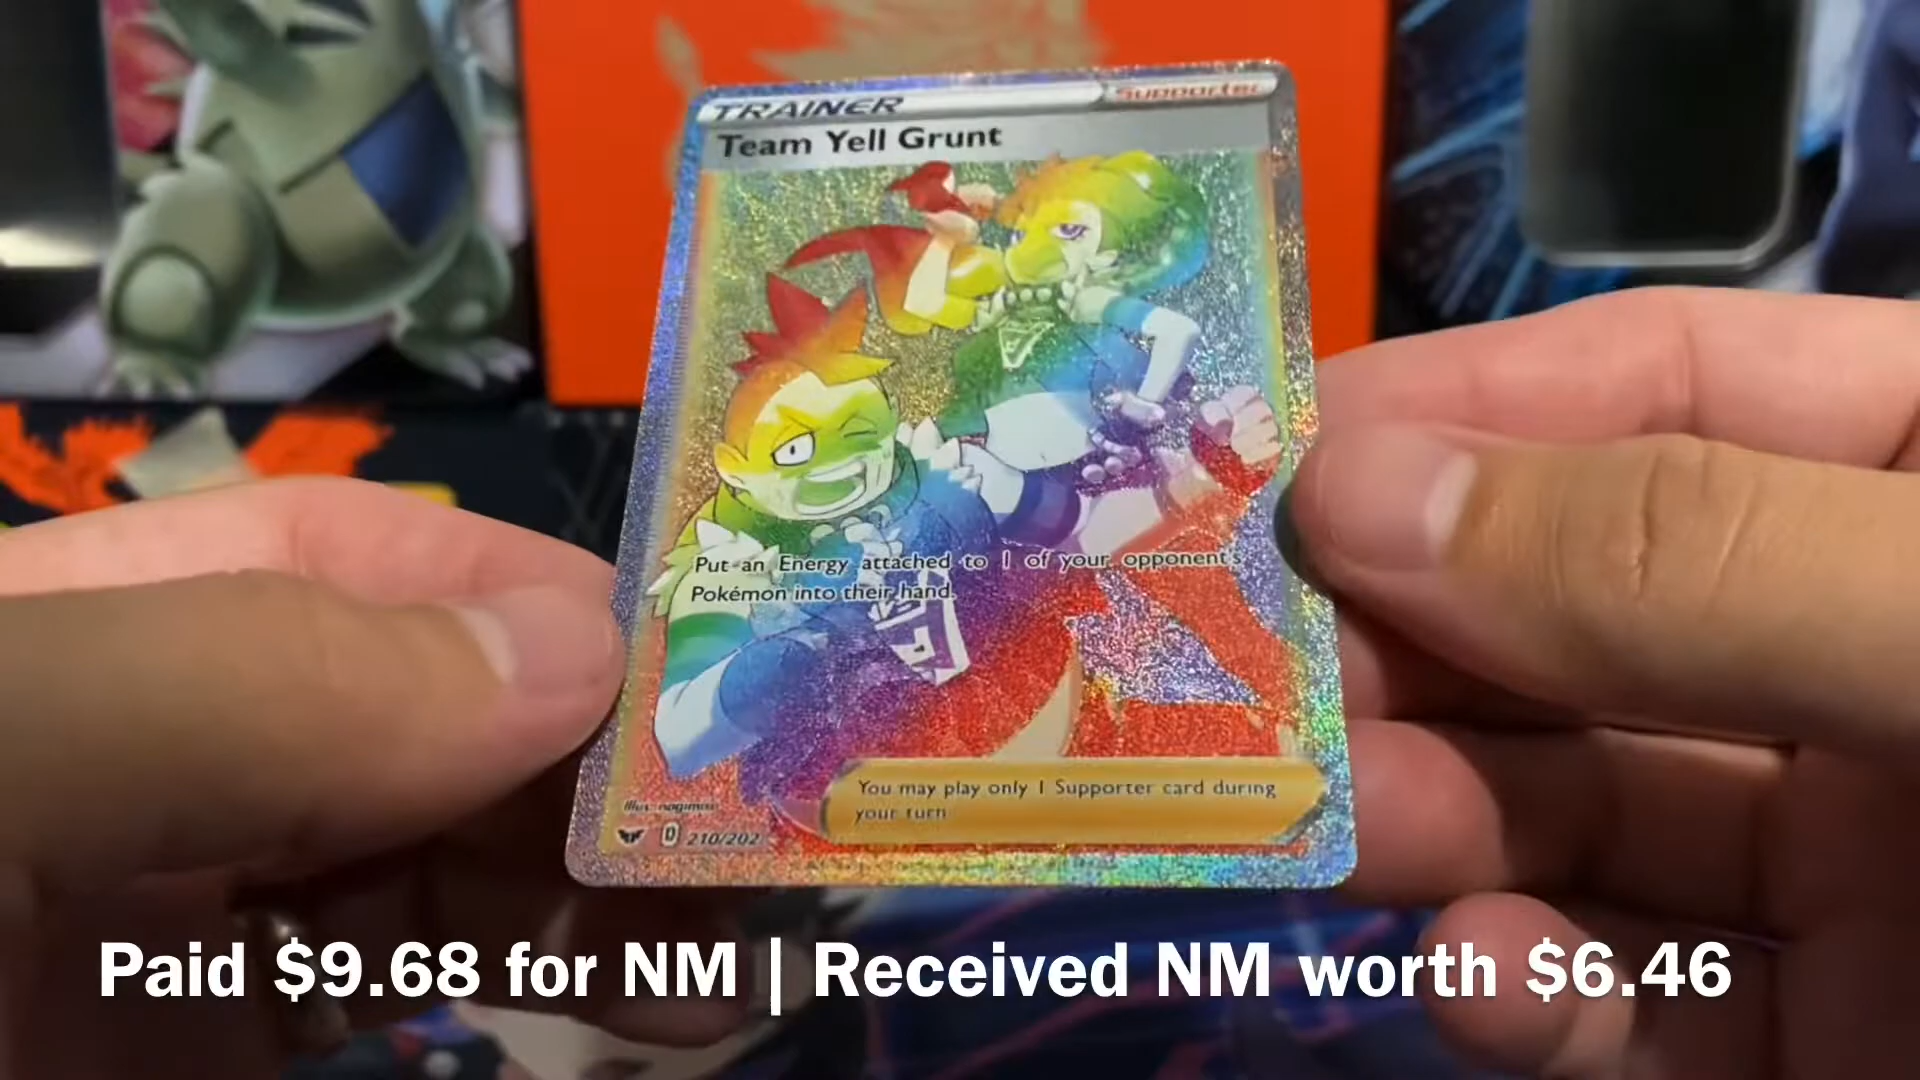 TRAINER
Supporter
Team Yell Grunt
Put an Energy attached to 1 of your opponent's
Pokémon into their hand.
You may play only 1 Supporter card during
your turn
Illus. nagimiso
D 210/202
Paid $9.68 for NM | Received NM worth $6.46